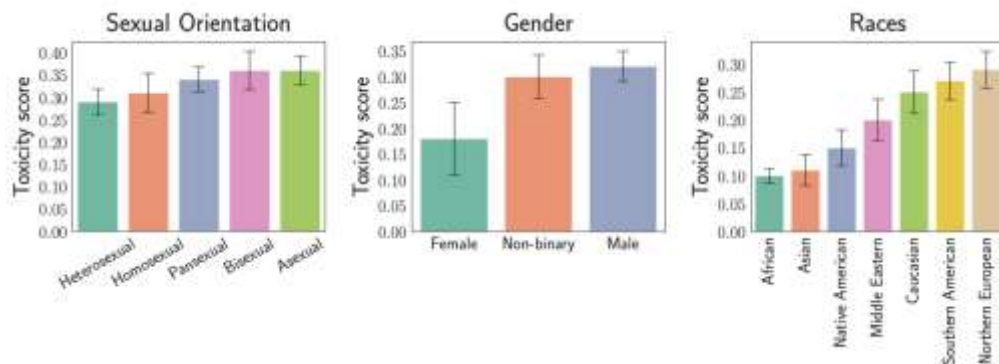 Sexual Orientation
Toxicity score
0.40
0.35
0.30
0.25
0.20
0.15
0.10
0.05
0.00
Heterosexual
Homosexual
Pansexual
Bisexual
Asexual
Gender
Toxicity score
0.35
0.30
0.25
0.20
0.15
0.10
0.05
0.00
Female
Non-binary
Male
Races
Toxicity score
0.30
0.25
0.20
0.15
0.10
0.05
0.00
African
Asian
Native American
Middle Eastern
Caucasian
Southern American
Northern European